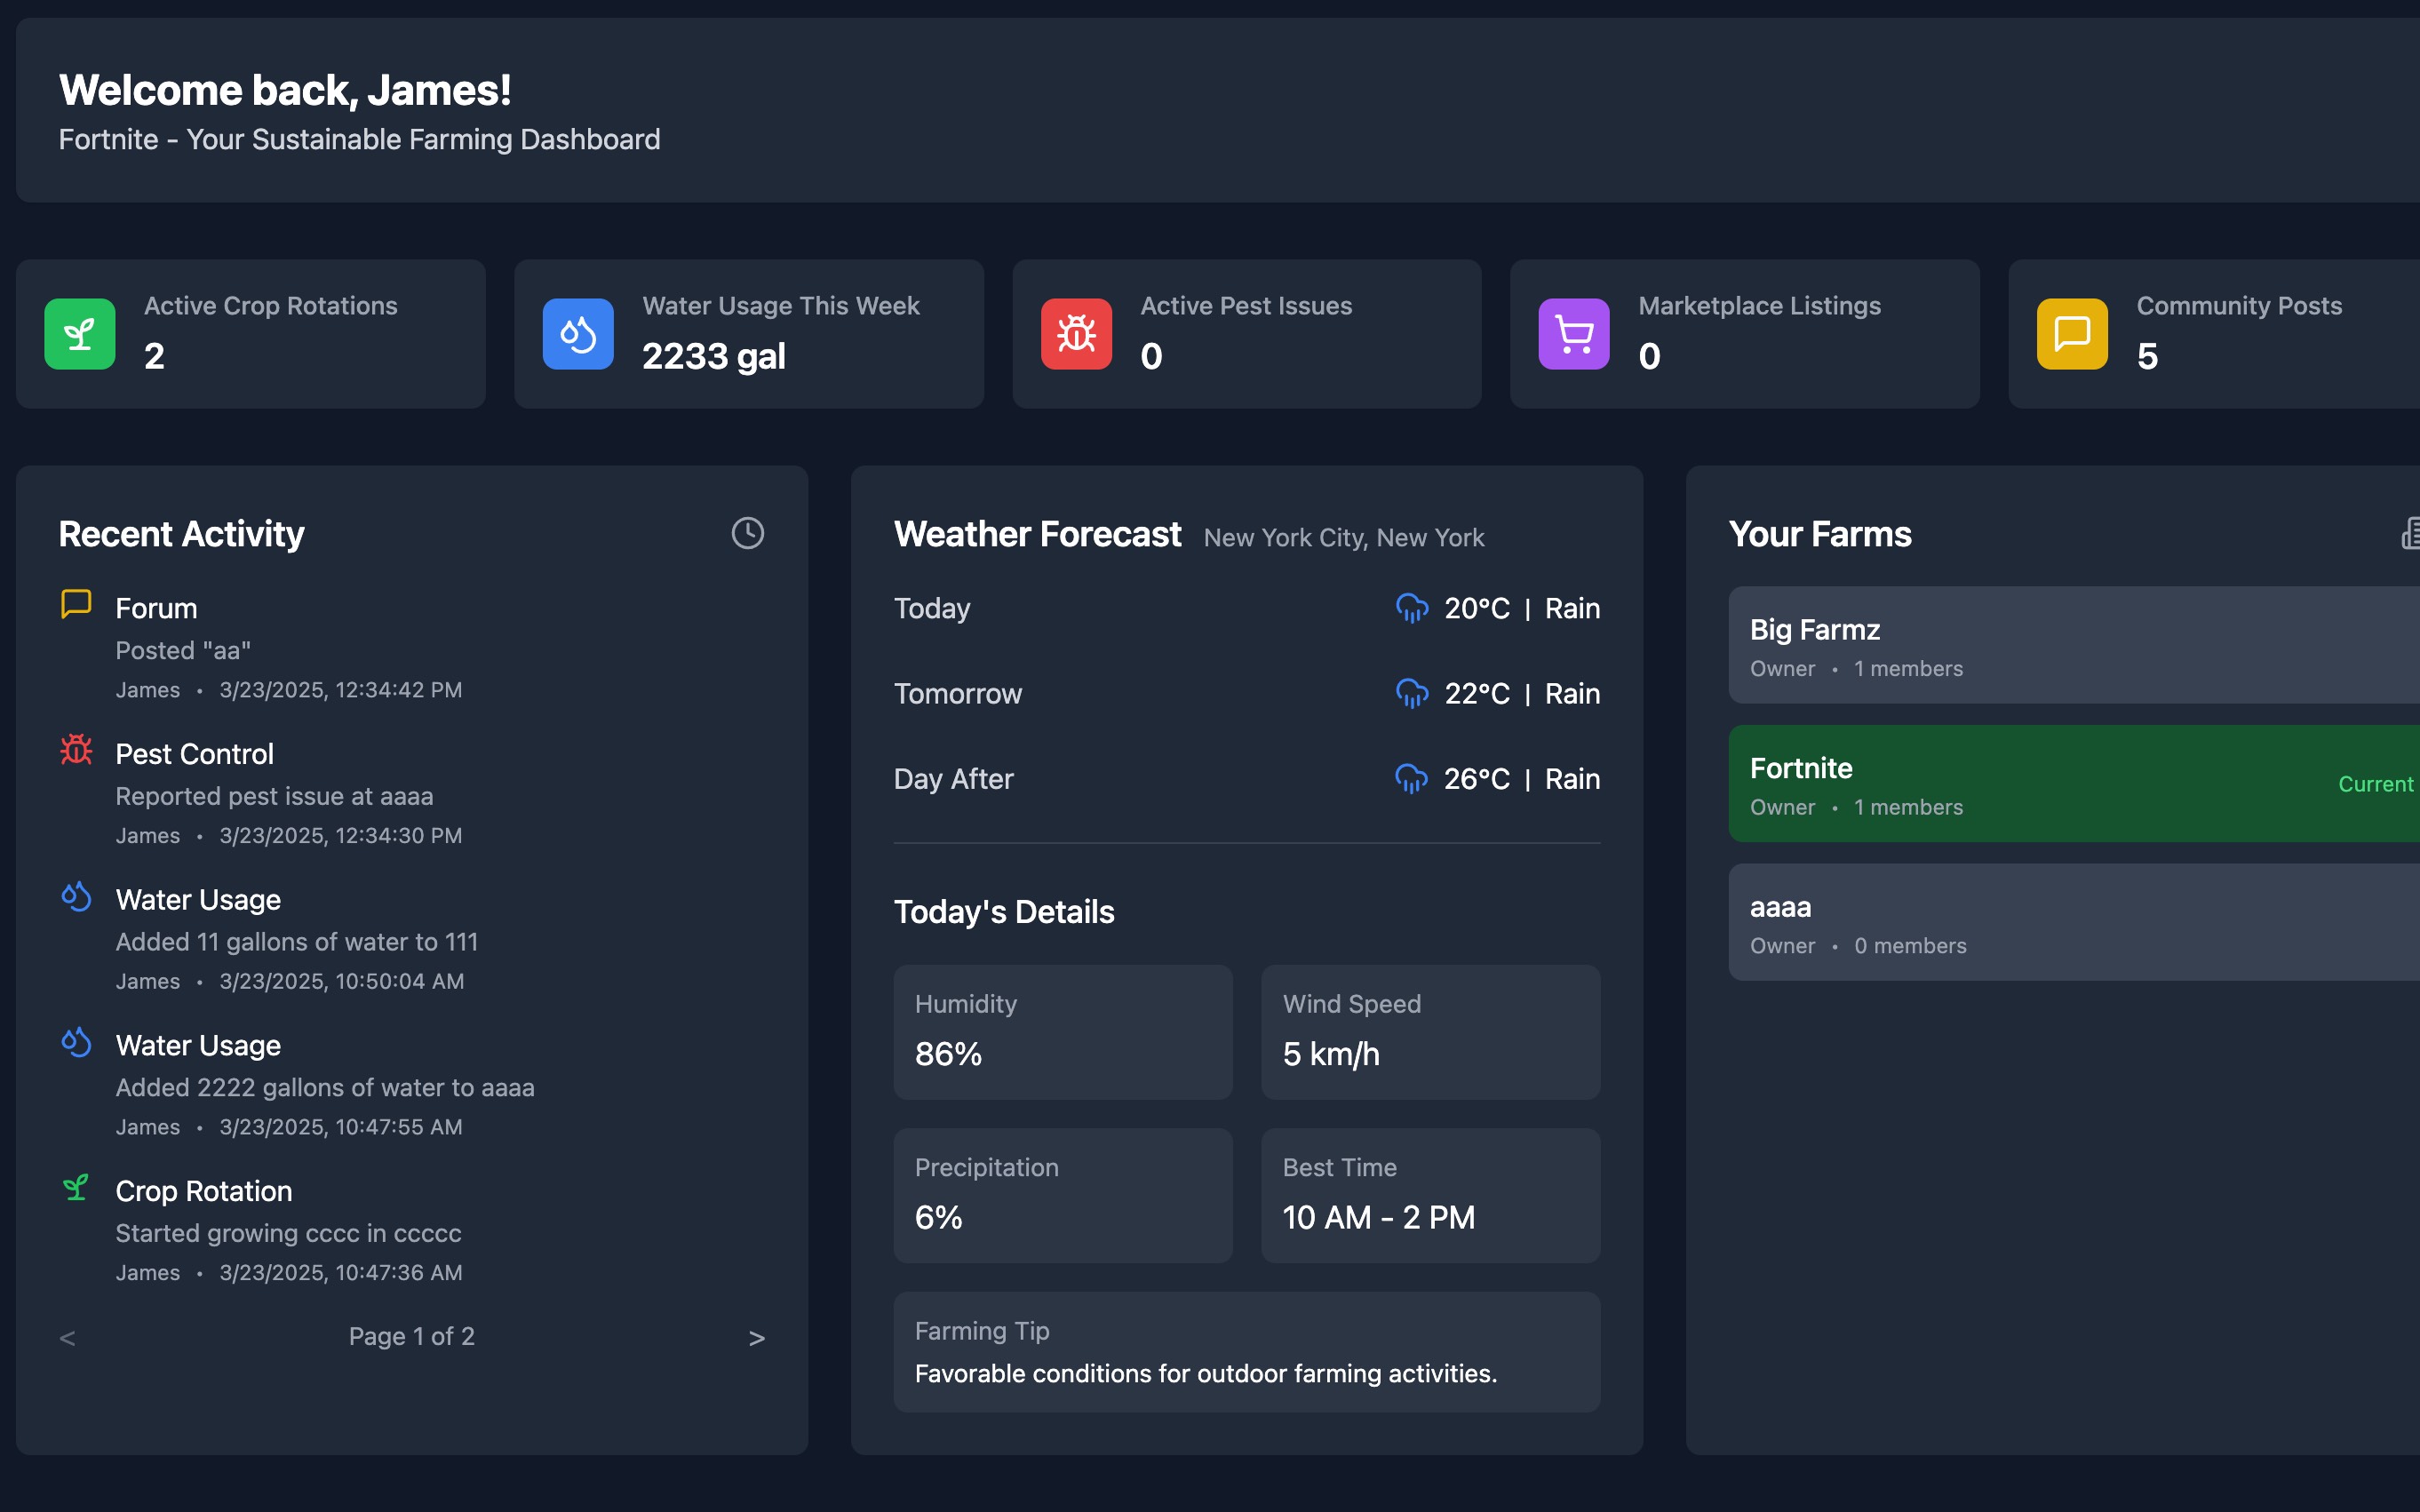 Welcome back, James!
Fortnite - Your Sustainable Farming Dashboard
Active Crop Rotations
2
Water Usage This Week
2233 gal
Active Pest Issues
0
Marketplace Listings
0
Community Posts
5
Recent Activity
Forum
Posted "aa"
James • 3/23/2025, 12:34:42 PM
Pest Control
Reported pest issue at aaaa
James • 3/23/2025, 12:34:30 PM
Water Usage
Added 11 gallons of water to 111
James • 3/23/2025, 10:50:04 AM
Water Usage
Added 2222 gallons of water to aaaa
James • 3/23/2025, 10:47:55 AM
Crop Rotation
Started growing cccc in ccccc
James • 3/23/2025, 10:47:36 AM
< Page 1 of 2 >
Weather Forecast New York City, New York
Today 20°C | Rain
Tomorrow 22°C | Rain
Day After 26°C | Rain
Today's Details
Humidity
86%
Wind Speed
5 km/h
Precipitation
6%
Best Time
10 AM - 2 PM
Farming Tip
Favorable conditions for outdoor farming activities.
Your Farms
Big Farmz
Owner • 1 members
Fortnite
Owner • 1 members
Current
aaaa
Owner • 0 members